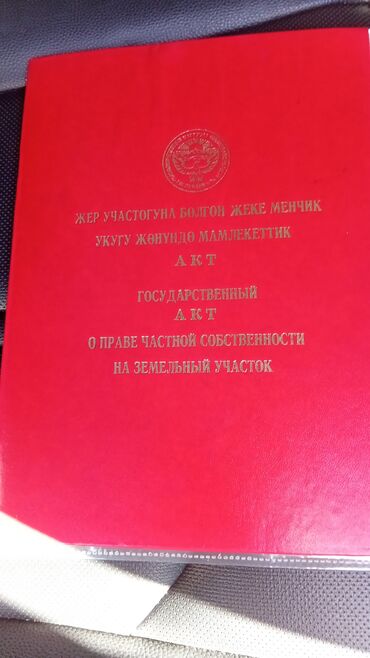 ЖЕР УЧАСТОГУНА БОЛГОН ЖЕКЕ МЕНЧИК
УКУГУ ЖӨНҮНДӨ МАМЛЕКЕТТИК
АКТ
ГОСУДАРСТВЕННЫЙ
АКТ
О ПРАВЕ ЧАСТНОЙ СОБСТВЕННОСТИ
НА ЗЕМЕЛЬНЫЙ УЧАСТОК